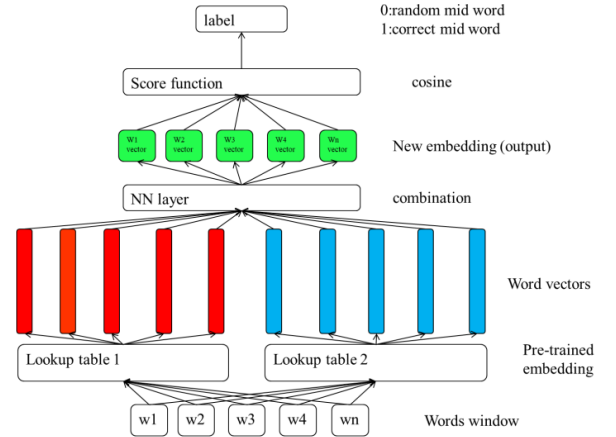 label
0:random mid word
1:correct mid word
Score function
cosine
W1 vector
W2 vector
W3 vector
W4 vector
Wn vector
New embedding (output)
NN layer
combination
Word vectors
Lookup table 1
Lookup table 2
Pre-trained
embedding
w1
w2
w3
w4
wn
Words window